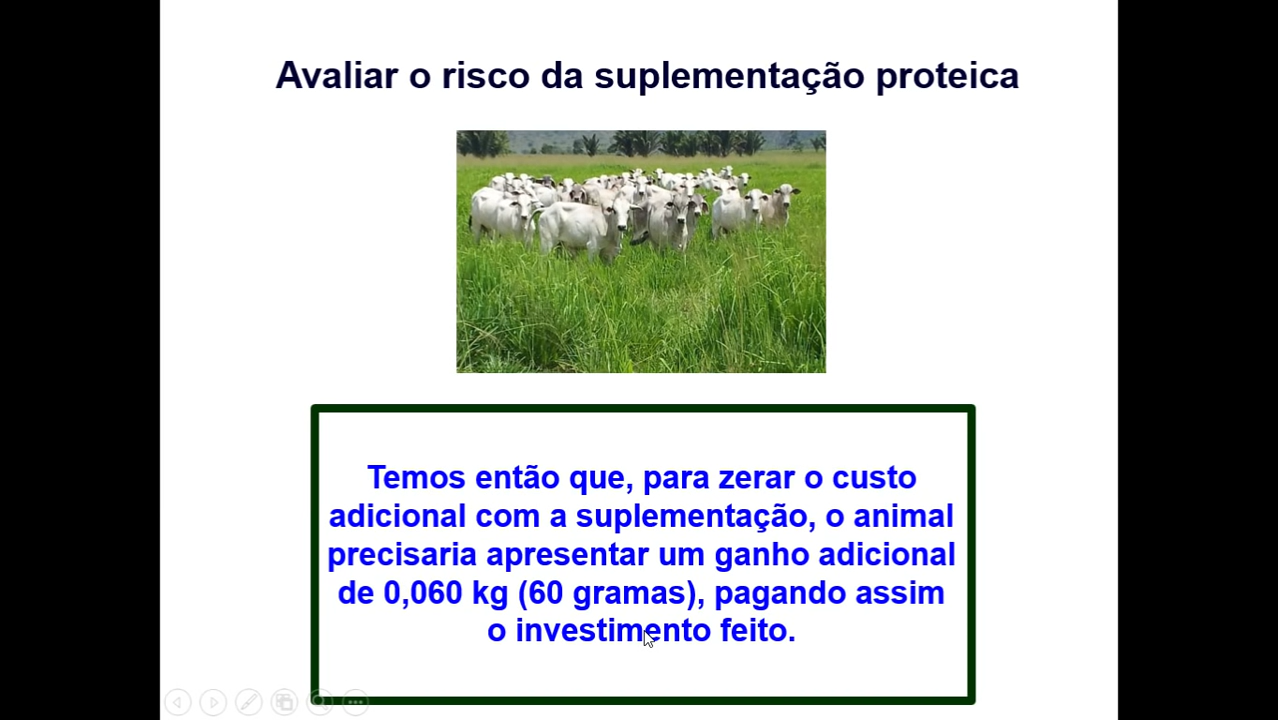 Avaliar o risco da suplementação proteica
Temos então que, para zerar o custo
adicional com a suplementação, o animal
precisaria apresentar um ganho adicional
de 0,060 kg (60 gramas), pagando assim
o investimento feito.